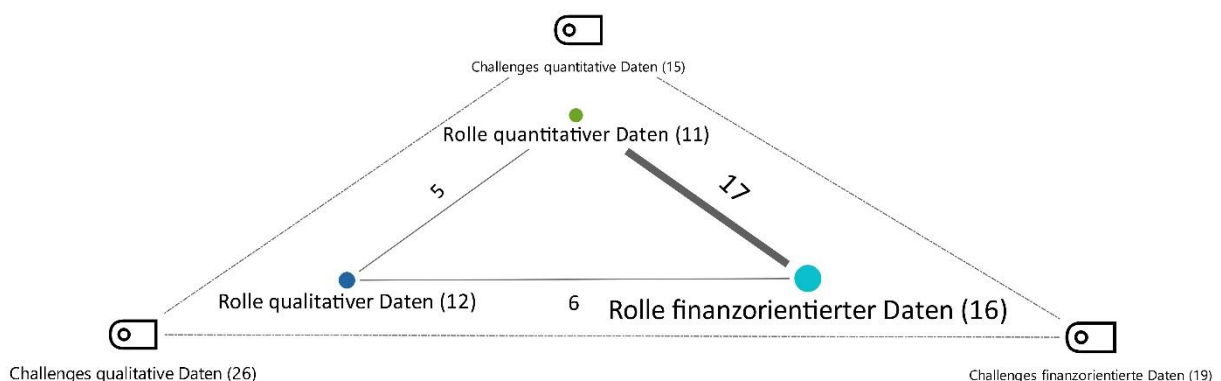 Challenges quantitative Daten (15)
Rolle quantitativer Daten (11)
5
17
Rolle qualitativer Daten (12)
6
Rolle finanzorientierter Daten (16)
Challenges qualitative Daten (26)
Challenges finanzorientierte Daten (19)